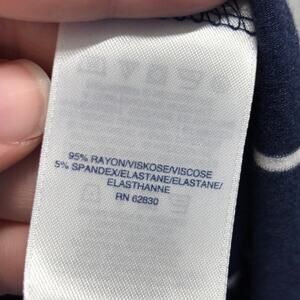 95% RAYON/VISKOSE/VISCOSE
5% SPANDEX/ELASTANE/ELASTANE/
ELASTHANNE
RN 62830